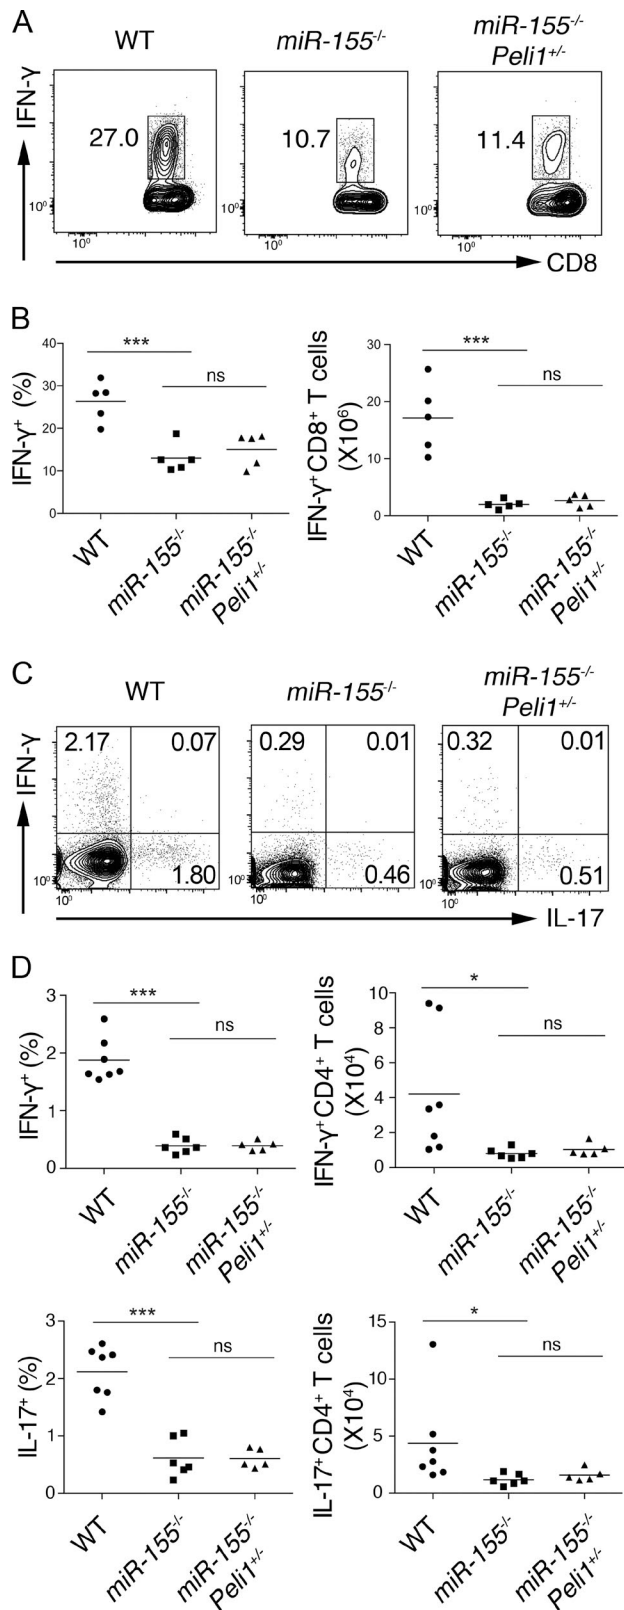 A
WT
miR-155-/-
miR-155-/-
Peli1+/-
IFN-γ
27.0
10.7
11.4
10⁰
10⁰
10⁰
10⁰
10⁰
10⁰
CD8
B
IFN-γ+ (%)
40
30
20
10
0
***
ns
WT
miR-155-/-
miR-155-/-
Peli1+/-
IFN-γ+CD8+ T cells
(X10⁶)
30
20
10
0
***
ns
WT
miR-155-/-
miR-155-/-
Peli1+/-
C
WT
miR-155-/-
miR-155-/-
Peli1+/-
IFN-γ
2.17
0.07
0.29
0.01
0.32
0.01
1.80
0.46
0.51
10⁰
10⁰
10⁰
10⁰
10⁰
10⁰
IL-17
D
IFN-γ+ (%)
3
2
1
0
***
ns
WT
miR-155-/-
miR-155-/-
Peli1+/-
IFN-γ+CD4+ T cells
(X10⁴)
10
8
6
4
2
0
*
ns
WT
miR-155-/-
miR-155-/-
Peli1+/-
IL-17+ (%)
3
2
1
0
***
ns
WT
miR-155-/-
miR-155-/-
Peli1+/-
IL-17+CD4+ T cells
(X10⁴)
15
10
5
0
*
ns
WT
miR-155-/-
miR-155-/-
Peli1+/-